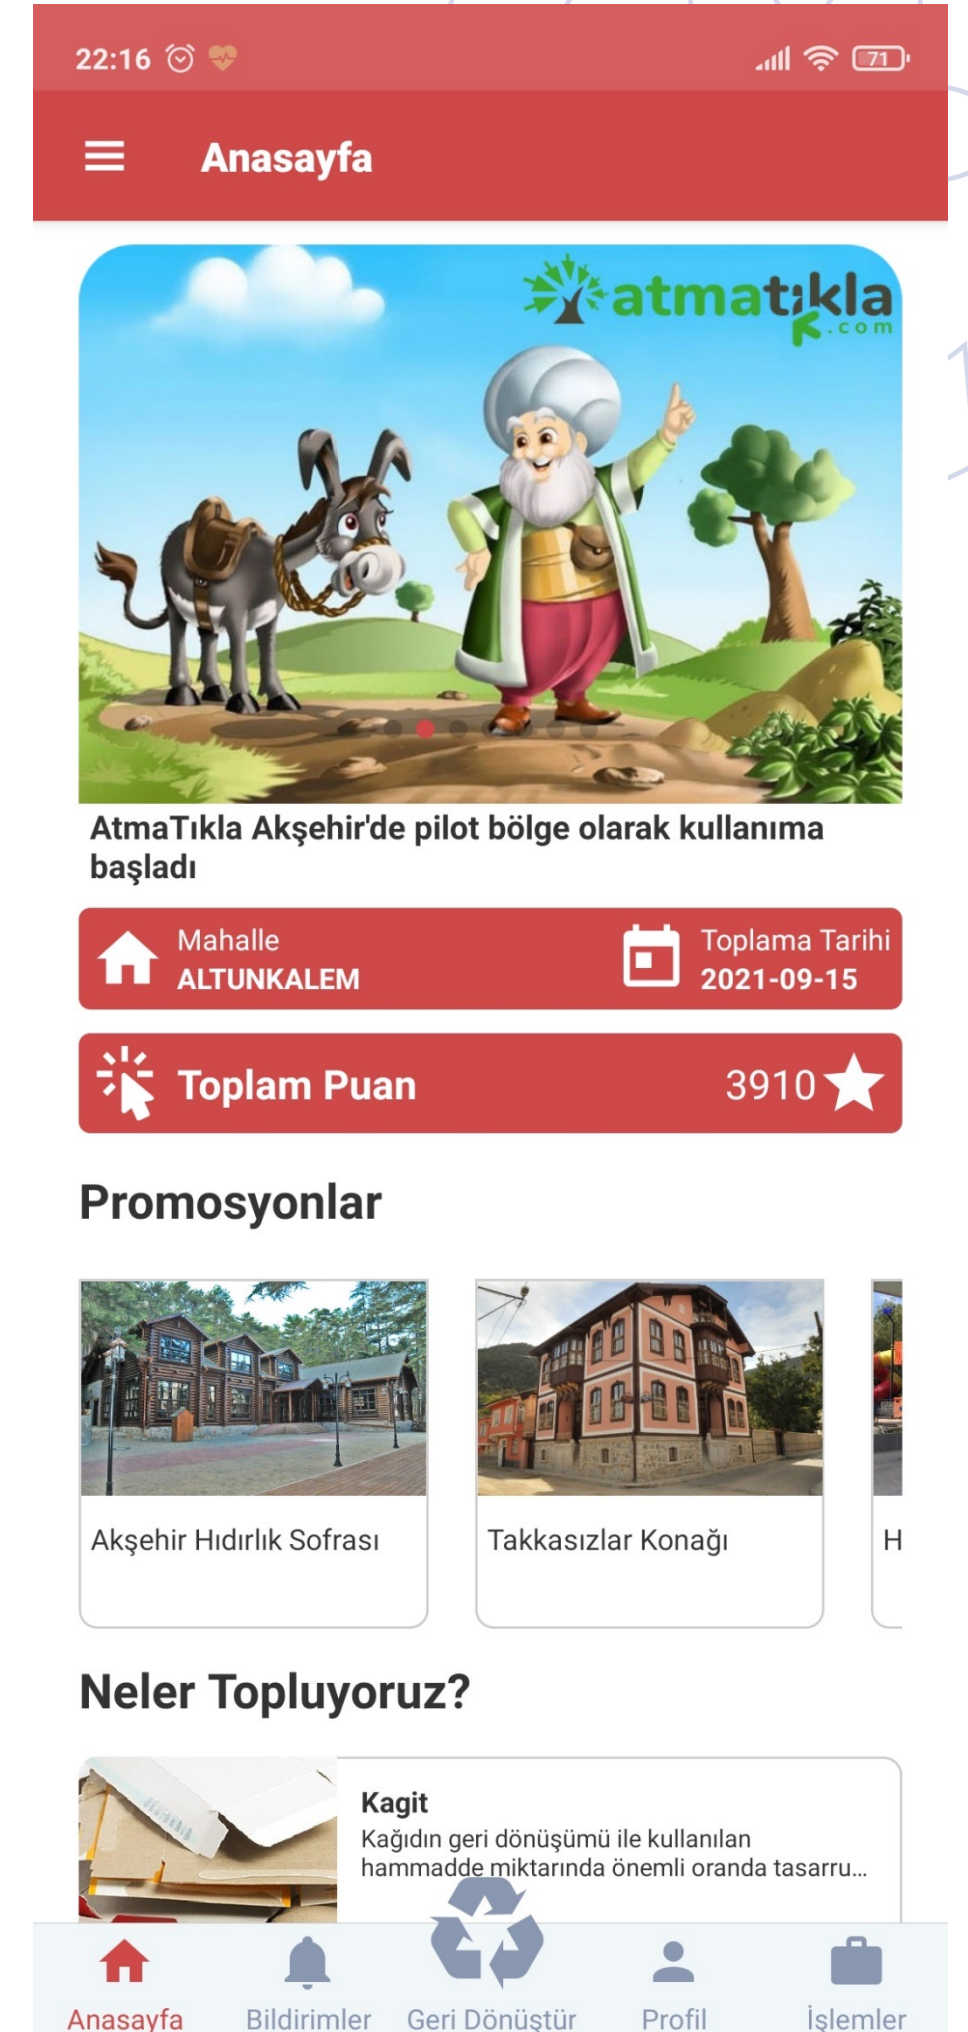 22:16
71
Anasayfa
atmatıkla
.com
AtmaTıkla Akşehir'de pilot bölge olarak kullanıma
başladı
Mahalle
ALTUNKALEM
Toplama Tarihi
2021-09-15
Toplam Puan
3910
Promosyonlar
Akşehir Hıdırlık Sofrası
Takkasızlar Konağı
H
Neler Topluyoruz?
Kagit
Kağıdın geri dönüşümü ile kullanılan
hammadde miktarında önemli oranda tasarru...
Anasayfa
Bildirimler
Geri Dönüştür
Profil
İşlemler